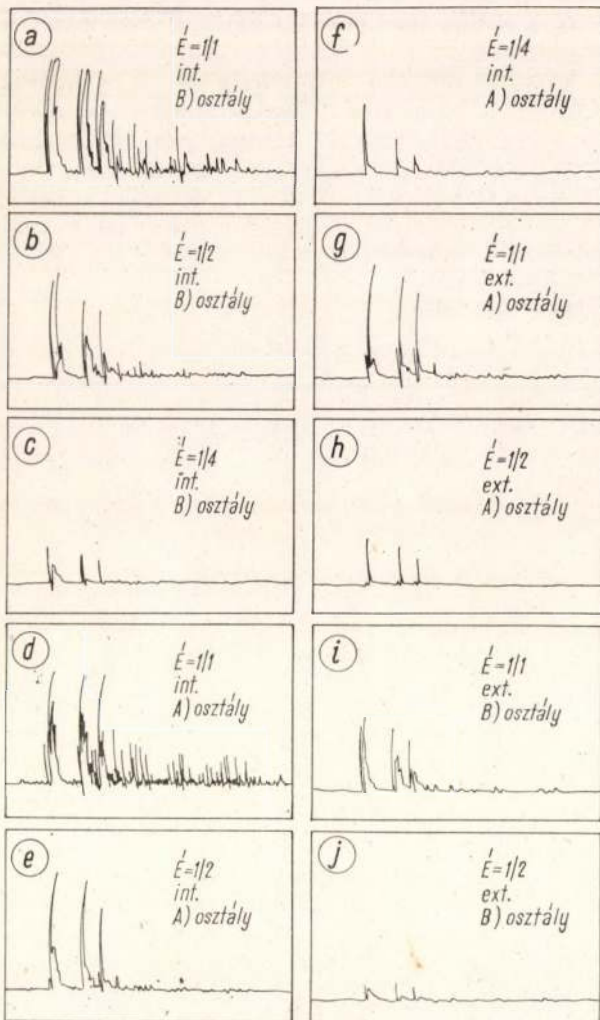 a
É=1/1
int.
B) osztály
b
É=1/2
int.
B) osztály
c
É=1/4
int.
B) osztály
d
É=1/1
int.
A) osztály
e
É=1/2
int.
A) osztály
f
É=1/4
int.
A) osztály
g
É=1/1
ext.
A) osztály
h
É=1/2
ext.
A) osztály
i
É=1/1
ext.
B) osztály
j
É=1/2
ext.
B) osztály